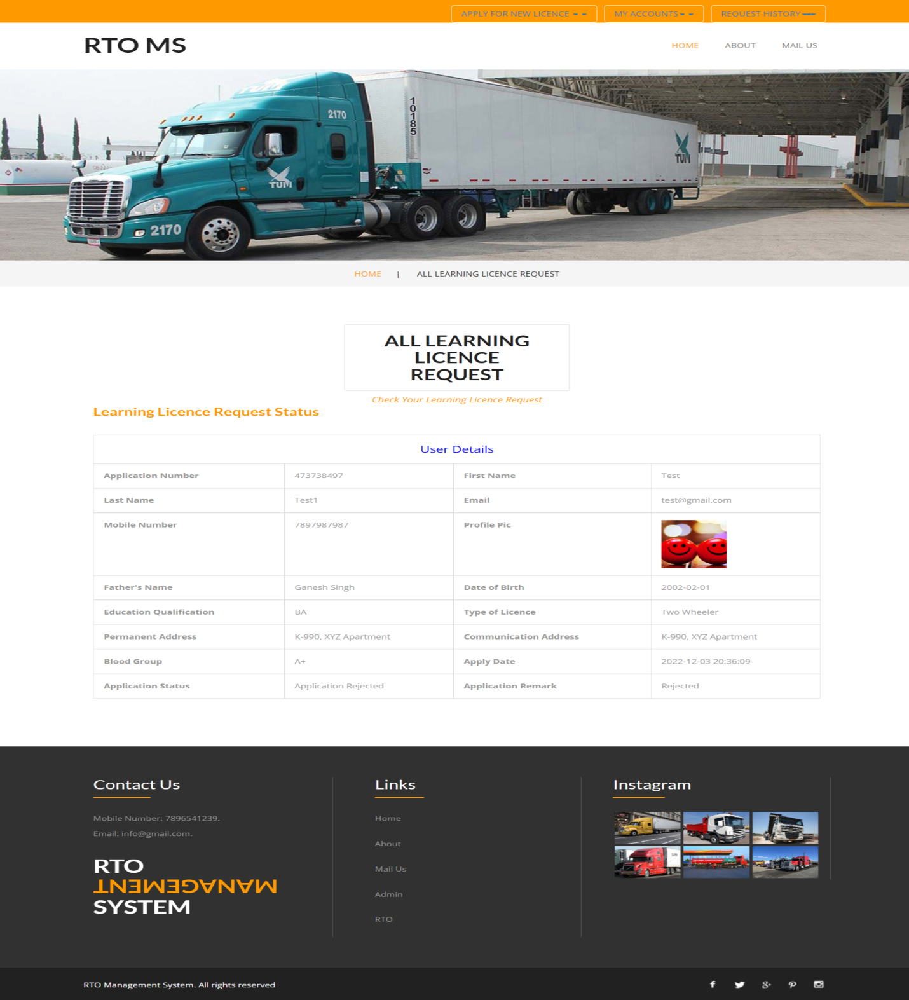 APPLY FOR NEW LICENCE
MY ACCOUNTS
REQUEST HISTORY
RTO MS
HOME
ABOUT
MAIL US
2170
10185
TUM
TUM
2170
HOME | ALL LEARNING LICENCE REQUEST
ALL LEARNING
LICENCE
REQUEST
Check Your Learning Licence Request
Learning Licence Request Status
User Details
Application Number 473738497 First Name Test
Last Name Test1 Email test@gmail.com
Mobile Number 7897987987 Profile Pic
Father's Name Ganesh Singh Date of Birth 2002-02-01
Education Qualification BA Type of Licence Two Wheeler
Permanent Address K-990, XYZ Apartment Communication Address K-990, XYZ Apartment
Blood Group A+ Apply Date 2022-12-03 20:36:09
Application Status Application Rejected Application Remark Rejected
Contact Us
Mobile Number: 7896541239.
Email: info@gmail.com.
RTO
MANAGEMENT
SYSTEM
Links
Home
About
Mail Us
Admin
RTO
Instagram
RTO Management System. All rights reserved